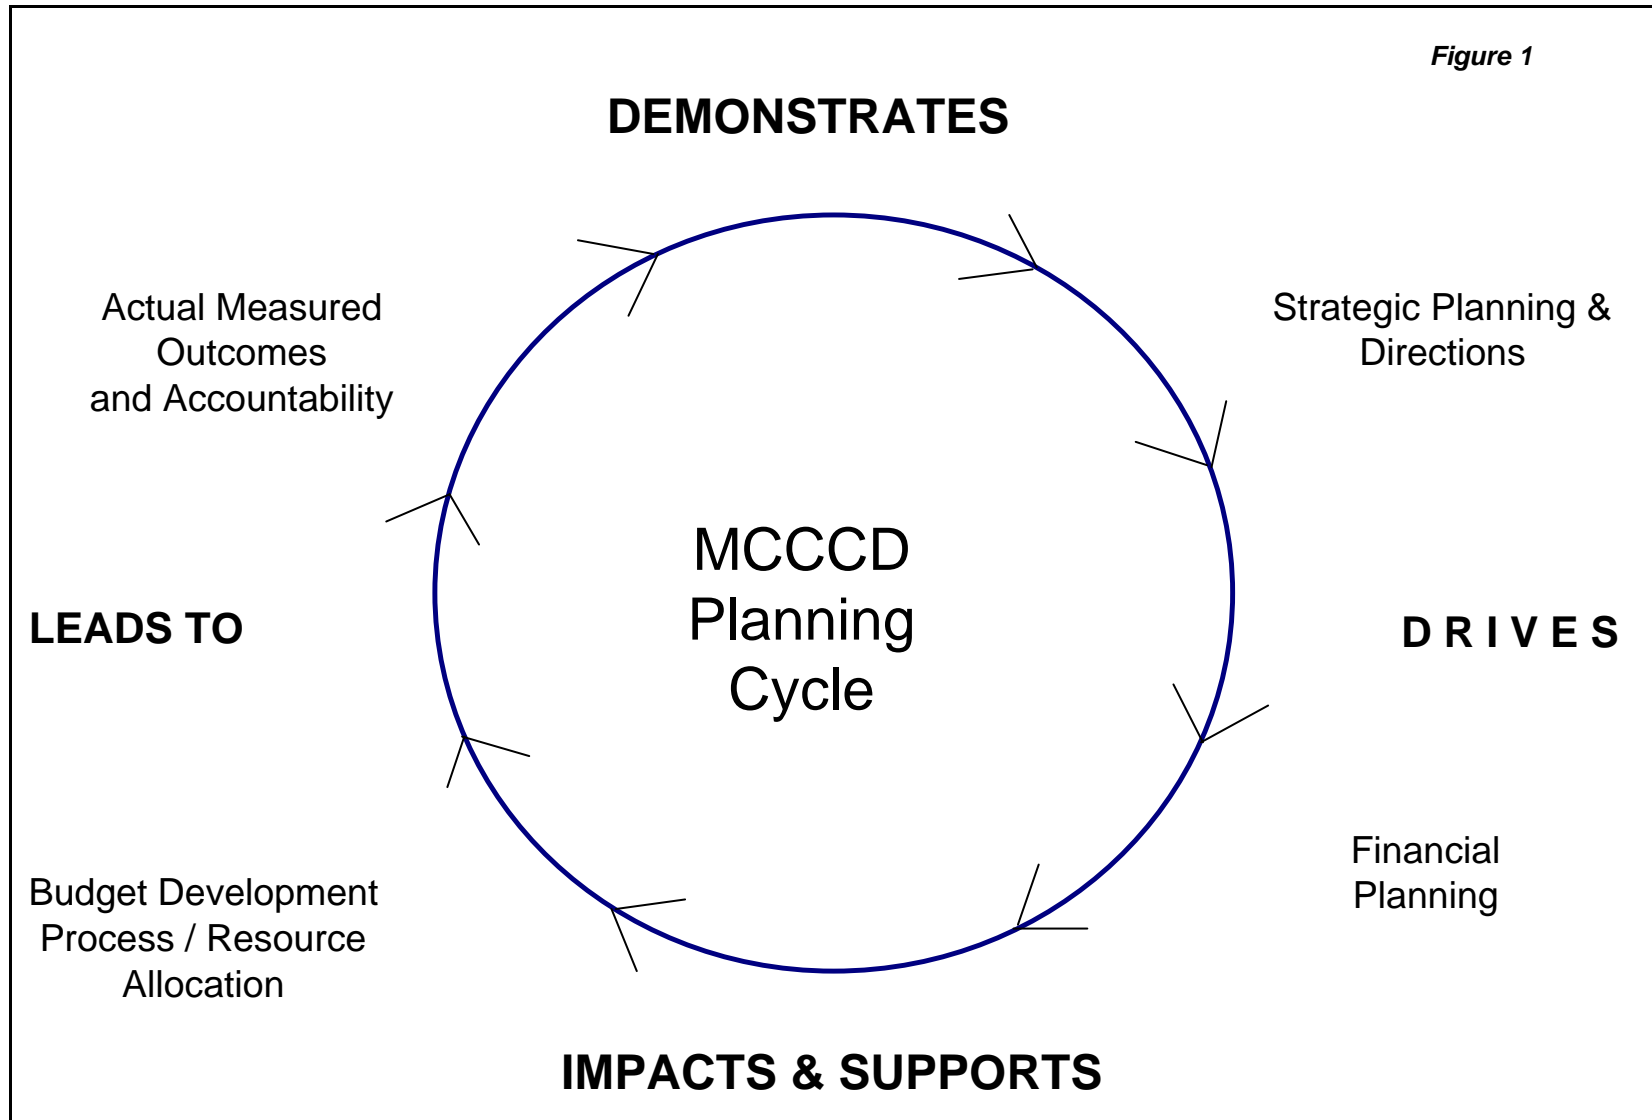 Figure 1
DEMONSTRATES
Actual Measured
Outcomes
and Accountability
Strategic Planning &
Directions
MCCCD
Planning
Cycle
LEADS TO
D R I V E S
Financial
Planning
Budget Development
Process / Resource
Allocation
IMPACTS & SUPPORTS